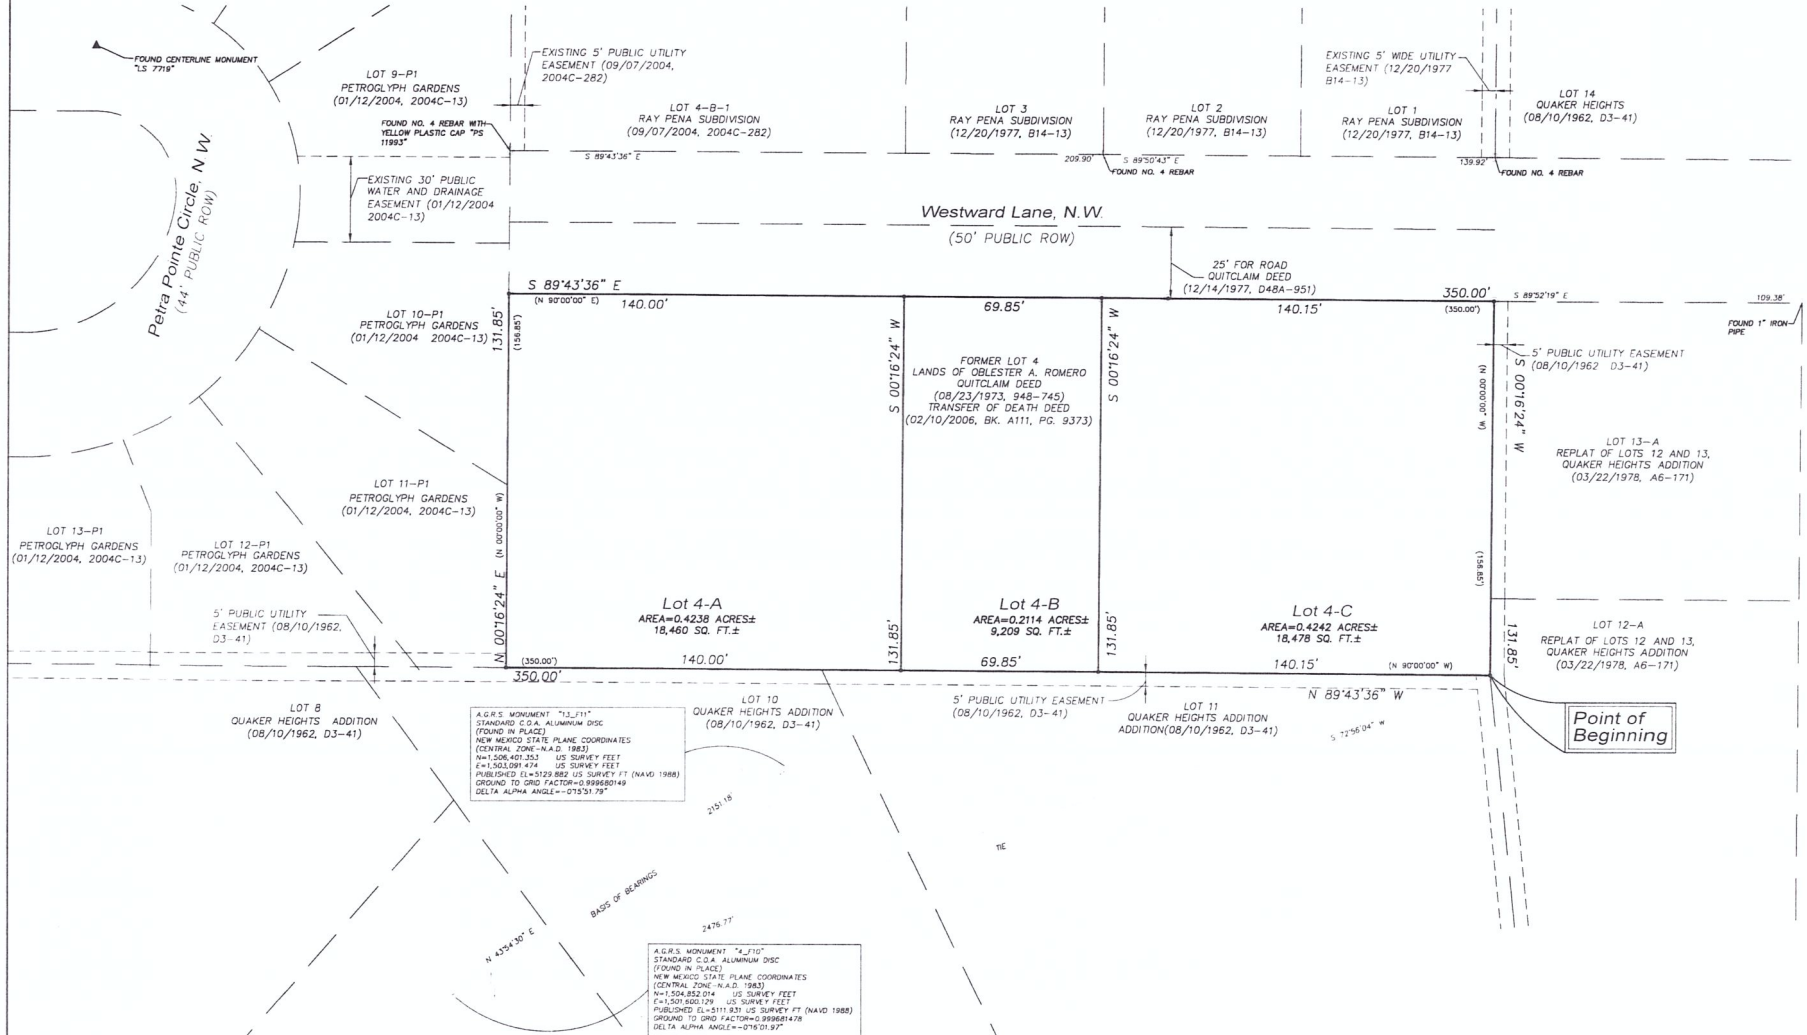 FOUND CENTERLINE MONUMENT
"LS 7719"
Petra Pointe Circle, N.W.
(44' PUBLIC ROW)
LOT 9-P1
PETROGLYPH GARDENS
(01/12/2004, 2004C-13)
FOUND NO. 4 REBAR WITH
YELLOW PLASTIC CAP "PS
11993"
EXISTING 5' PUBLIC UTILITY
EASEMENT (09/07/2004,
2004C-282)
LOT 4-B-1
RAY PENA SUBDIVISION
(09/07/2004, 2004C-282)
LOT 3
RAY PENA SUBDIVISION
(12/20/1977, B14-13)
LOT 2
RAY PENA SUBDIVISION
(12/20/1977, B14-13)
EXISTING 5' WIDE UTILITY
EASEMENT (12/20/1977
B14-13)
LOT 1
RAY PENA SUBDIVISION
(12/20/1977, B14-13)
LOT 14
QUAKER HEIGHTS
(08/10/1962, D3-41)
S 89°43'36" E
209.90'
S 89°50'43" E
FOUND NO. 4 REBAR
139.92'
FOUND NO. 4 REBAR
EXISTING 30' PUBLIC
WATER AND DRAINAGE
EASEMENT (01/12/2004
2004C-13)
Westward Lane, N.W.
(50' PUBLIC ROW)
25' FOR ROAD
QUITCLAIM DEED
(12/14/1977, D48A-951)
S 89°43'36" E
(N 90°00'00" E)
140.00'
69.85'
140.15'
350.00'
(350.00')
S 89°52'19" E
109.38'
FOUND 1" IRON
PIPE
LOT 10-P1
PETROGLYPH GARDENS
(01/12/2004 2004C-13)
131.85'
(156.85')
S 00°16'24" W
FORMER LOT 4
LANDS OF OBLESTER A. ROMERO
QUITCLAIM DEED
(08/23/1973, 948-745)
TRANSFER OF DEATH DEED
(02/10/2006, BK. A111, PG. 9373)
S 00°16'24" W
5' PUBLIC UTILITY EASEMENT
(08/10/1962 D3-41)
(N 00°00'00" W)
S 00°16'24" W
LOT 13-A
REPLAT OF LOTS 12 AND 13,
QUAKER HEIGHTS ADDITION
(03/22/1978, A6-171)
LOT 11-P1
PETROGLYPH GARDENS
(01/12/2004, 2004C-13)
LOT 13-P1
PETROGLYPH GARDENS
(01/12/2004, 2004C-13)
LOT 12-P1
PETROGLYPH GARDENS
(01/12/2004, 2004C-13)
N 00°16'24" E
(N 00°00'00" W)
(156.85')
5' PUBLIC UTILITY
EASEMENT (08/10/1962,
D3-41)
Lot 4-A
AREA=0.4238 ACRES±
18,460 SQ. FT.±
131.85'
Lot 4-B
AREA=0.2114 ACRES±
9,209 SQ. FT.±
131.85'
Lot 4-C
AREA=0.4242 ACRES±
18,478 SQ. FT.±
131.85'
LOT 12-A
REPLAT OF LOTS 12 AND 13,
QUAKER HEIGHTS ADDITION
(03/22/1978, A6-171)
(350.00')
350.00'
140.00'
69.85'
140.15'
(N 90°00'00" W)
N 89°43'36" W
LOT 8
QUAKER HEIGHTS ADDITION
(08/10/1962, D3-41)
LOT 10
QUAKER HEIGHTS ADDITION
(08/10/1962, D3-41)
5' PUBLIC UTILITY EASEMENT
(08/10/1962, D3-41)
LOT 11
QUAKER HEIGHTS ADDITION
ADDITION(08/10/1962, D3-41)
S 72°56'04" W
Point of
Beginning
A.G.R.S. MONUMENT "13_F11"
STANDARD C.O.A. ALUMINUM DISC
(FOUND IN PLACE)
NEW MEXICO STATE PLANE COORDINATES
(CENTRAL ZONE-N.A.D. 1983)
N=1,506,401.353 US SURVEY FEET
E=1,503,091.474 US SURVEY FEET
PUBLISHED EL=5129.882 US SURVEY FT (NAVD 1988)
GROUND TO GRID FACTOR=0.999680149
DELTA ALPHA ANGLE=-0°15'51.79"
2151.18'
TIE
BASIS OF BEARINGS
N 43°54'30" E
2476.77'
A.G.R.S. MONUMENT "4_F10"
STANDARD C.O.A. ALUMINUM DISC
(FOUND IN PLACE)
NEW MEXICO STATE PLANE COORDINATES
(CENTRAL ZONE-N.A.D. 1983)
N=1,504,852.014 US SURVEY FEET
E=1,501,600.129 US SURVEY FEET
PUBLISHED EL=5111.931 US SURVEY FT (NAVD 1988)
GROUND TO GRID FACTOR=0.999681478
DELTA ALPHA ANGLE=-0°16'01.97"